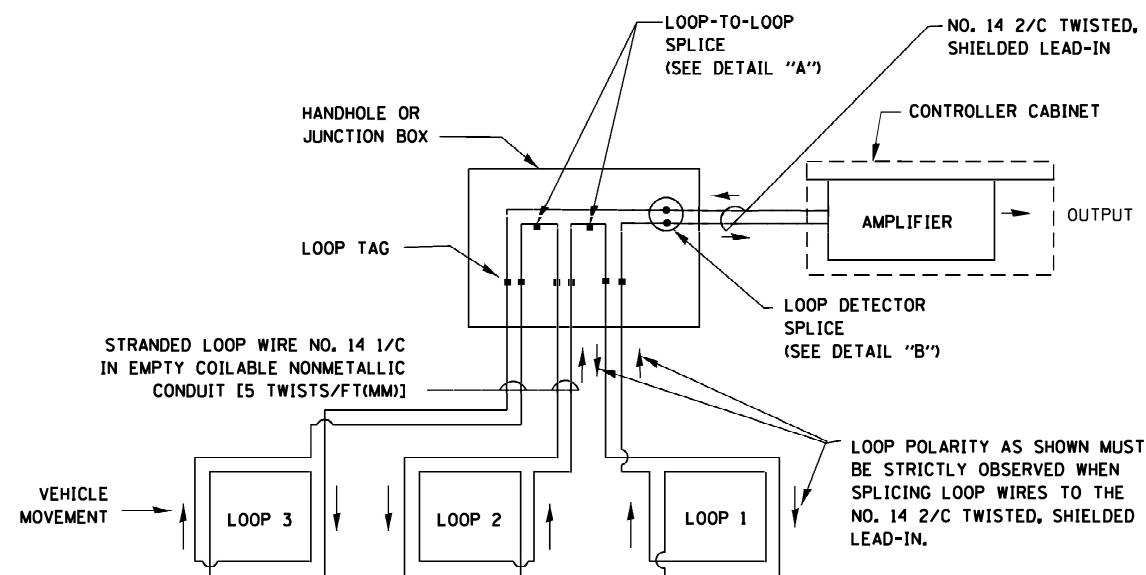 LOOP-TO-LOOP
SPLICE
(SEE DETAIL "A")
NO. 14 2/C TWISTED,
SHIELDED LEAD-IN
HANDHOLE OR
JUNCTION BOX
CONTROLLER CABINET
AMPLIFIER
OUTPUT
LOOP TAG
LOOP DETECTOR
SPLICE
(SEE DETAIL "B")
STRANDED LOOP WIRE NO. 14 1/C
IN EMPTY COILABLE NONMETALLIC
CONDUIT [5 TWISTS/FT(MM)]
LOOP POLARITY AS SHOWN MUST
BE STRICTLY OBSERVED WHEN
SPLICING LOOP WIRES TO THE
NO. 14 2/C TWISTED, SHIELDED
LEAD-IN.
VEHICLE
MOVEMENT
LOOP 3
LOOP 2
LOOP 1